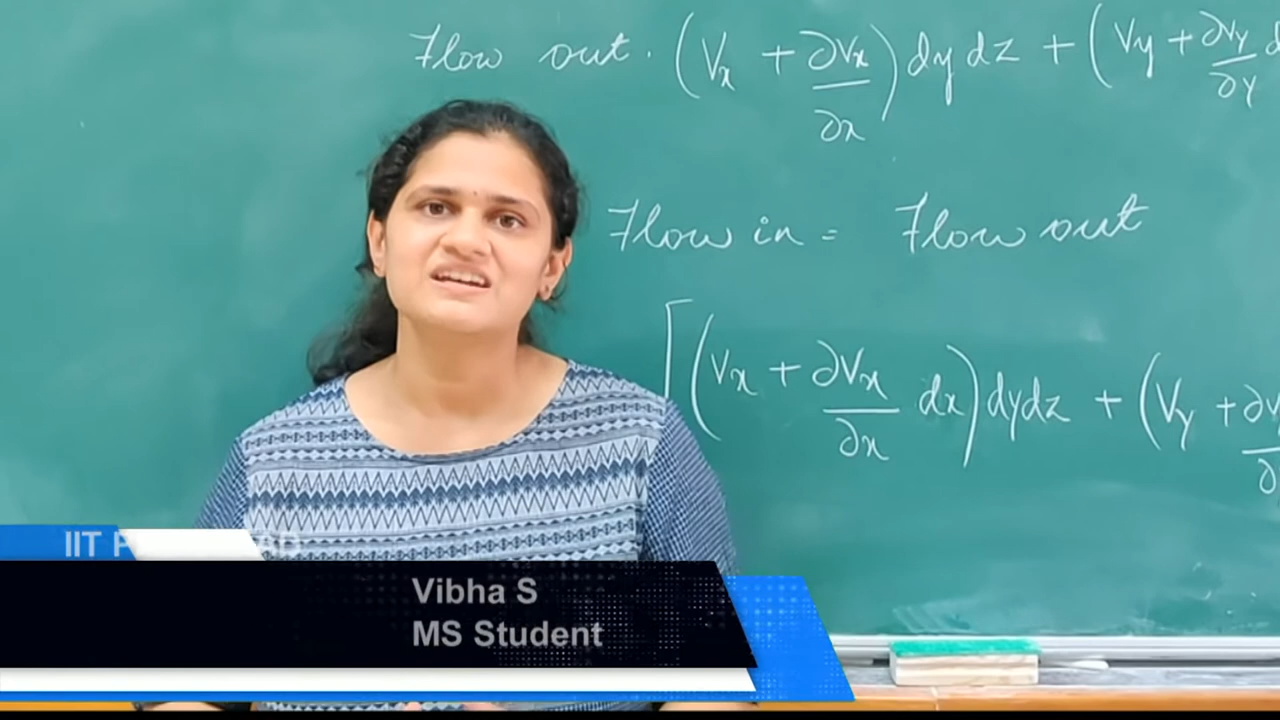 Flow out. (Vx + ∂Vx/∂x) dy dz + (Vy + ∂Vy/∂y d
Flow in = Flow out
[(Vx + ∂Vx/∂x dx) dydz + (Vy + ∂V
IIT
Vibha S
MS Student